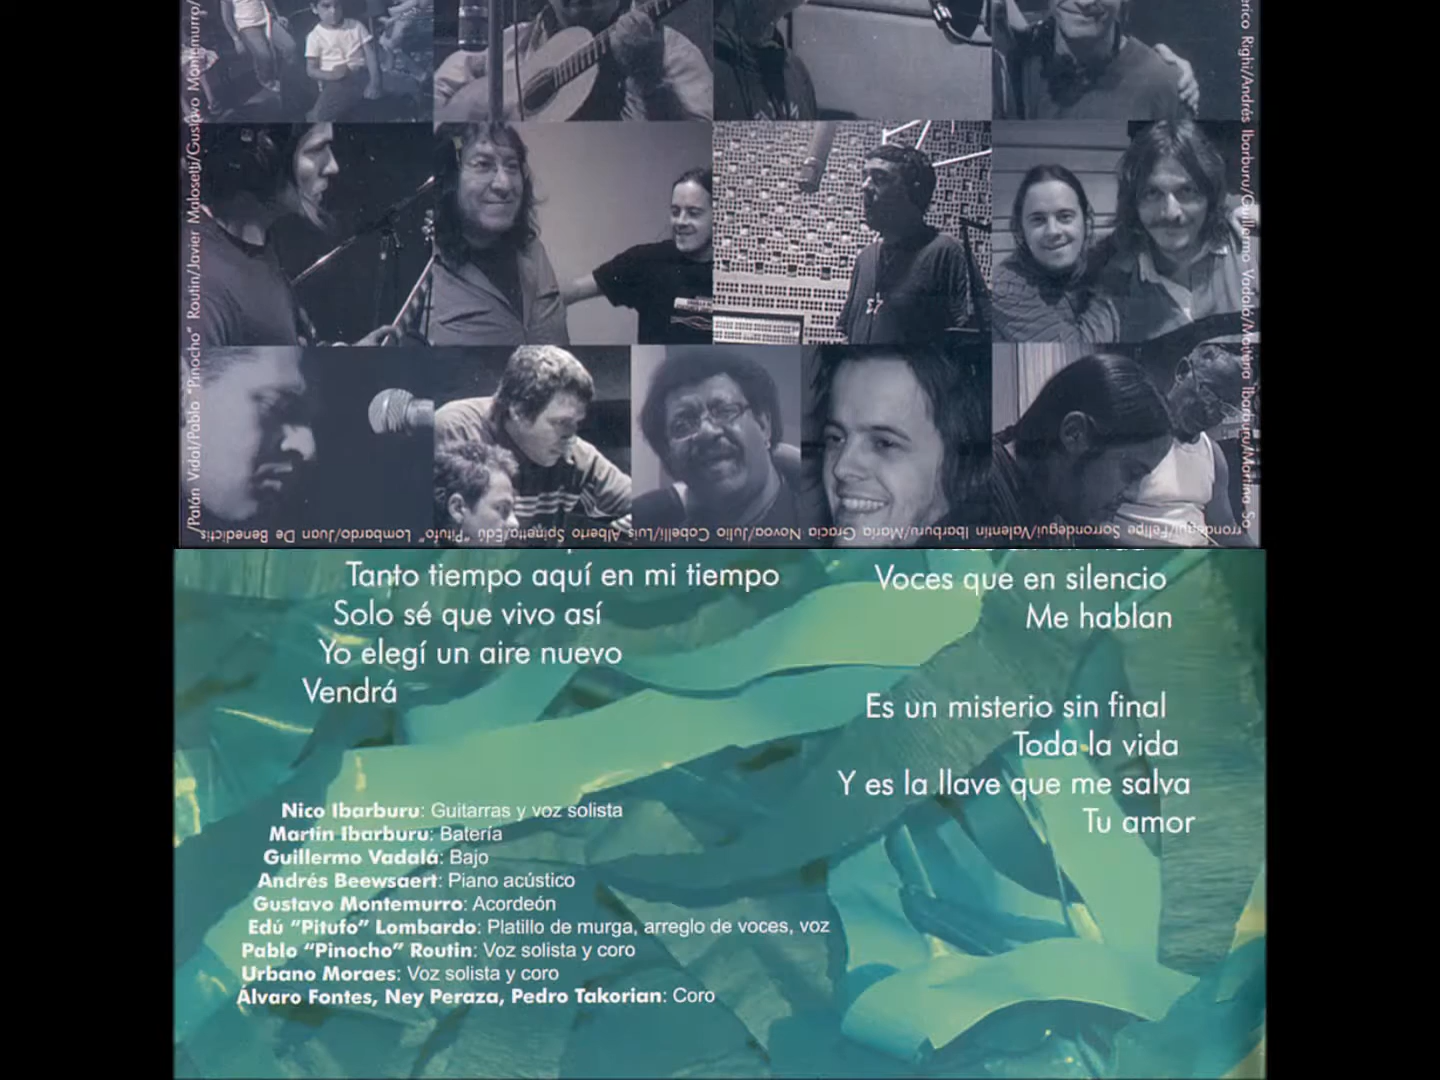 /Patán Vidal/Pablo "Pinocho" Routin/Javier Malosetti/Gustavo Montemurro/
Righi/Andrés Ibarburu/Guillermo Vadalá/Montena Ibarburu/Martina So
rrondegui/Felipe Sorrondegui/Valentín Ibarburu/María Gracia Novoa/Julio Cobelli/Luis Alberto Spinetta/Edú "Pitufo" Lombardo/Juan De Benedictis
Tanto tiempo aquí en mi tiempo
Solo sé que vivo así
Yo elegí un aire nuevo
Vendrá
Voces que en silencio
Me hablan
Es un misterio sin final
Toda la vida
Y es la llave que me salva
Tu amor
Nico Ibarburu: Guitarras y voz solista
Martín Ibarburu: Batería
Guillermo Vadalá: Bajo
Andrés Beewsaert: Piano acústico
Gustavo Montemurro: Acordeón
Edú "Pitufo" Lombardo: Platillo de murga, arreglo de voces, voz
Pablo "Pinocho" Routin: Voz solista y coro
Urbano Moraes: Voz solista y coro
Álvaro Fontes, Ney Peraza, Pedro Takorian: Coro